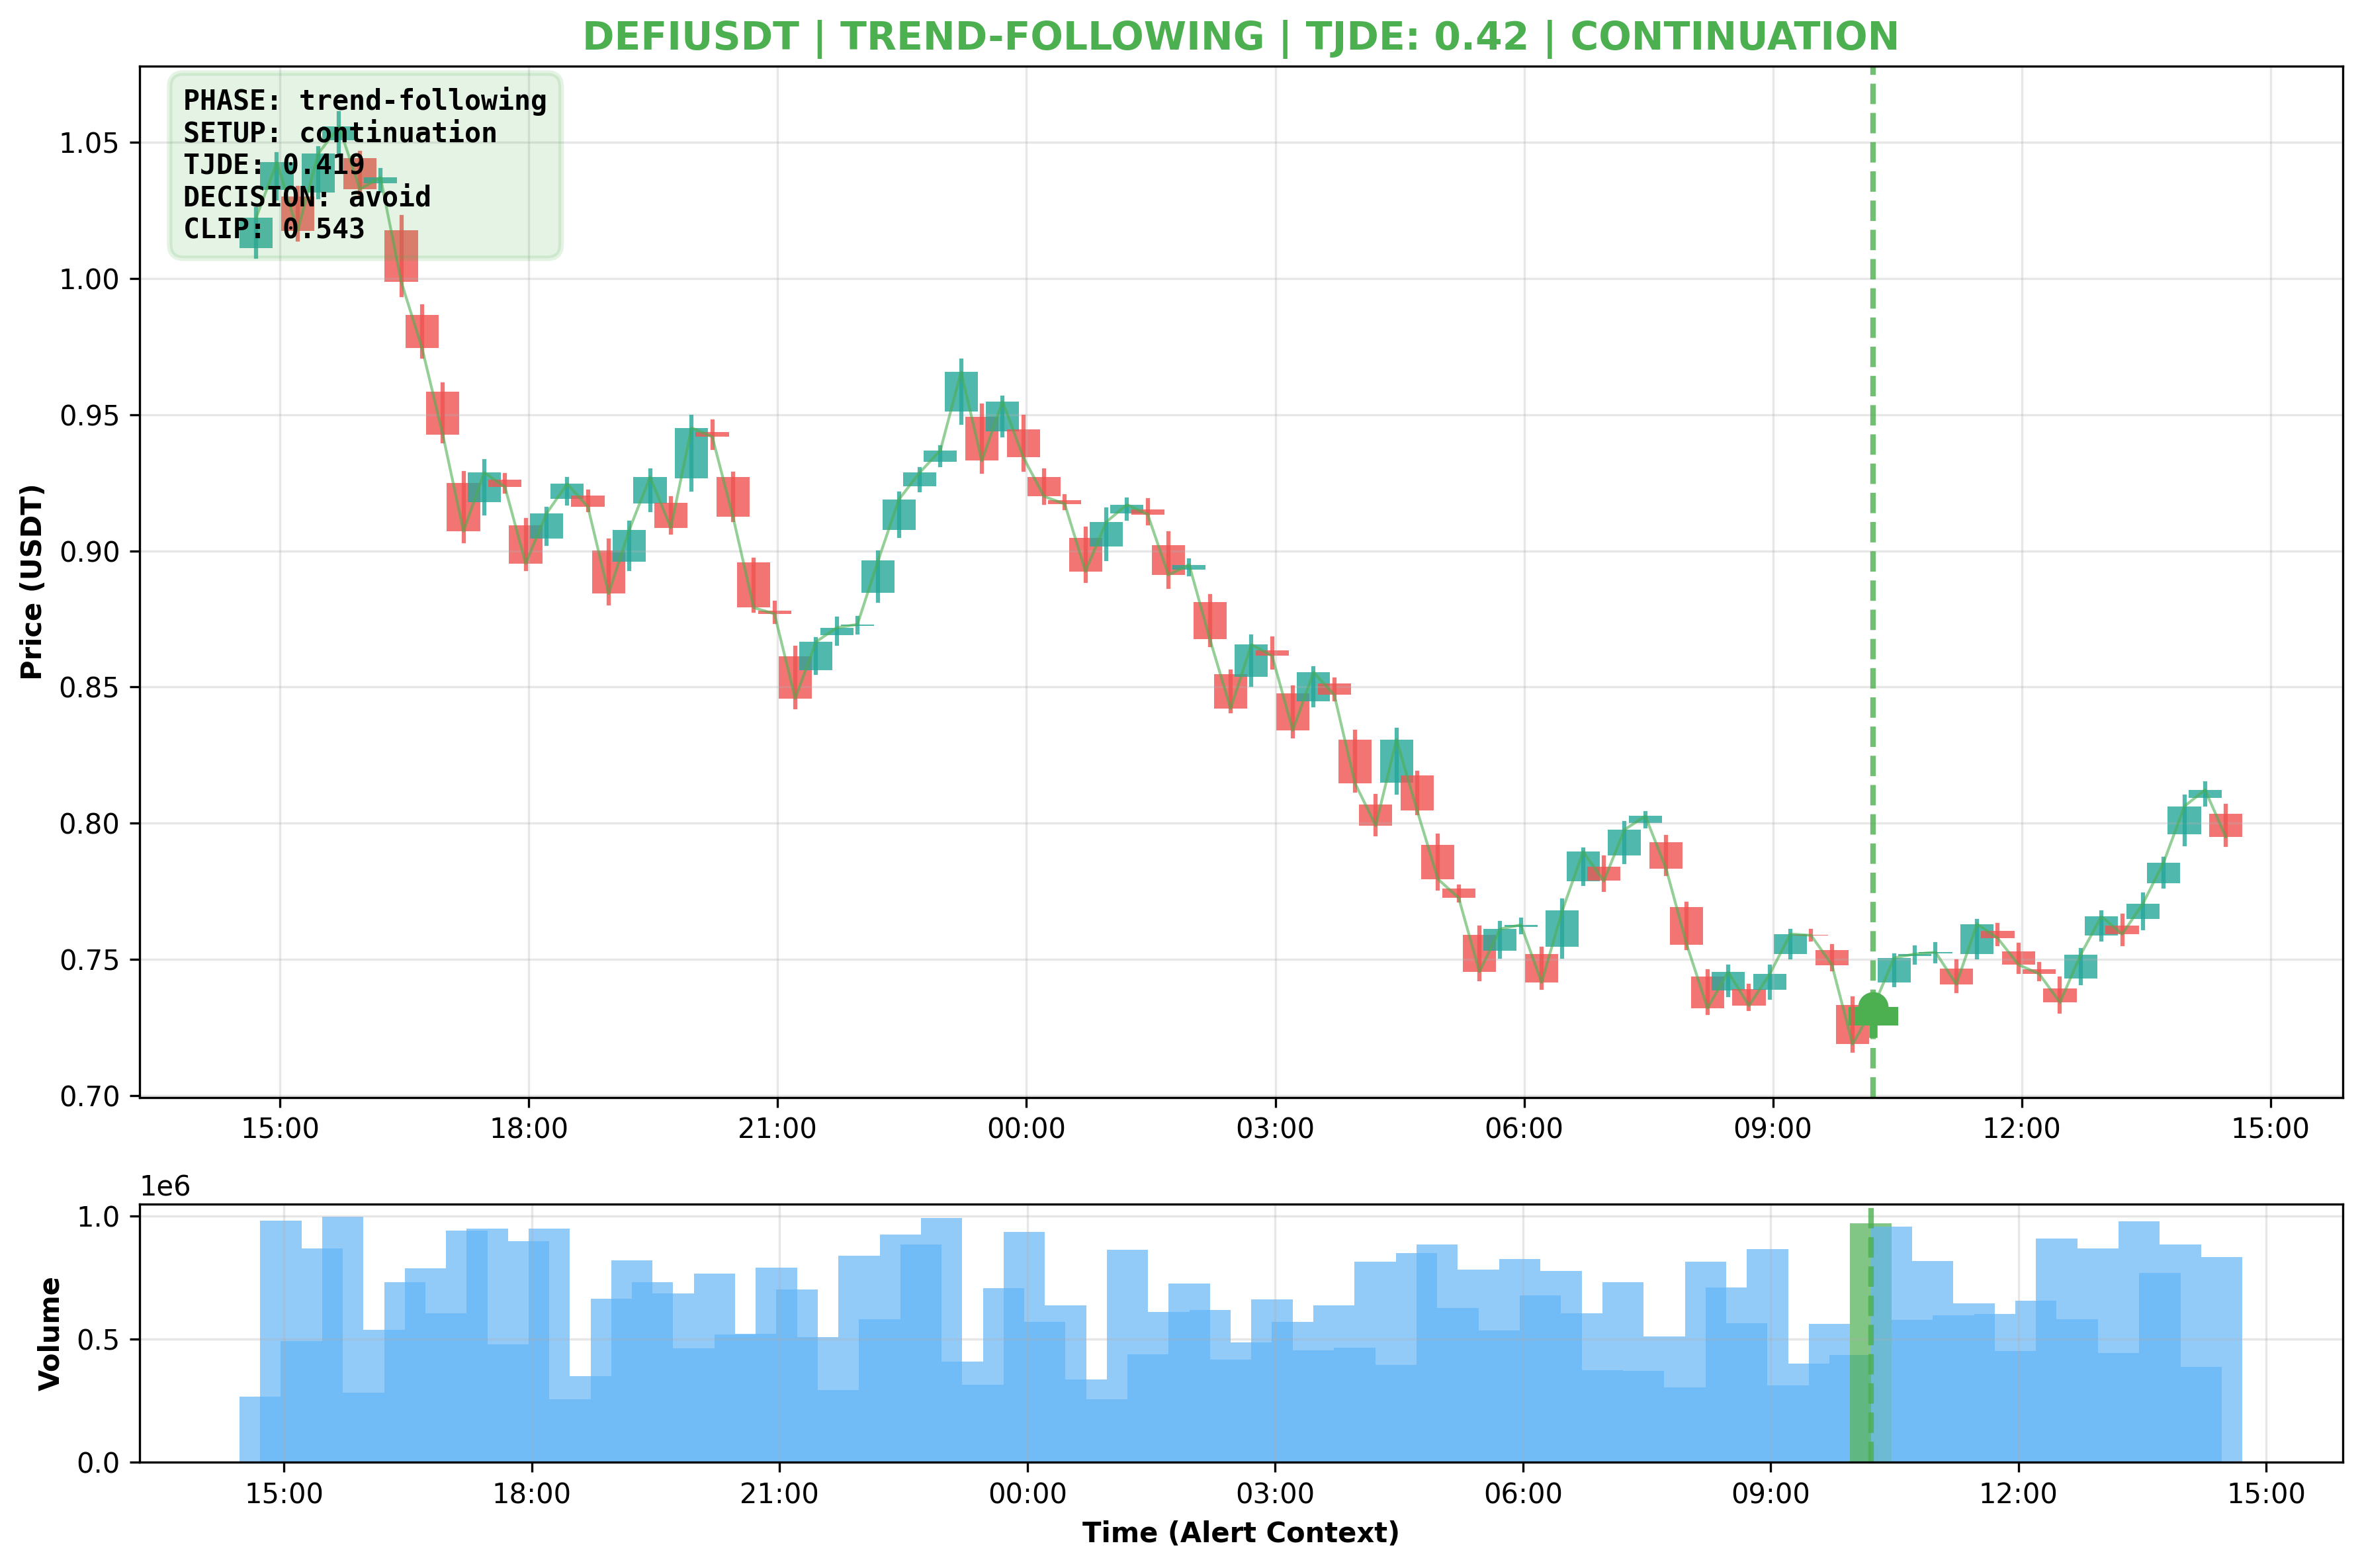 DEFIUSDT | TREND-FOLLOWING | TJDE: 0.42 | CONTINUATION
PHASE: trend-following
SETUP: continuation
TJDE: 0.419
DECISION: avoid
CLIP: 0.543
Price (USDT)
1.05
1.00
0.95
0.90
0.85
0.80
0.75
0.70
15:00 18:00 21:00 00:00 03:00 06:00 09:00 12:00 15:00
1e6
Volume
1.0
0.5
0.0
15:00 18:00 21:00 00:00 03:00 06:00 09:00 12:00 15:00
Time (Alert Context)